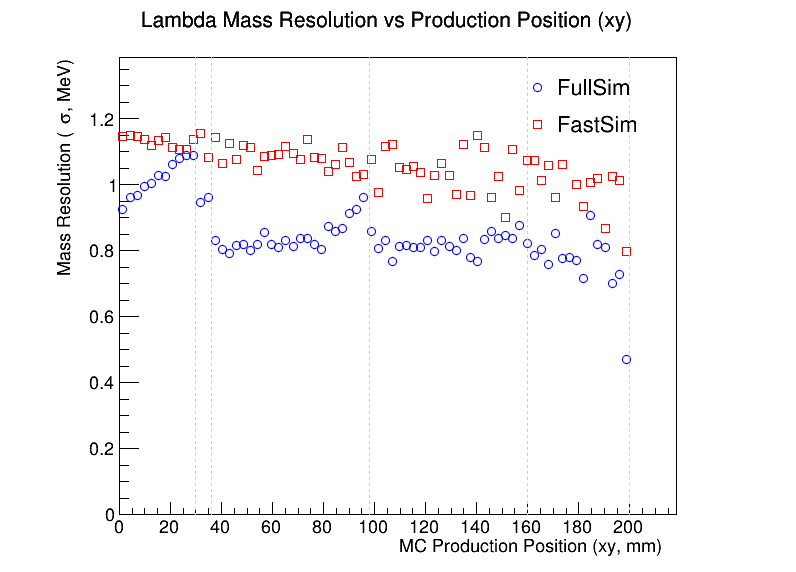 Lambda Mass Resolution vs Production Position (xy)
Mass Resolution ( σ, MeV)
FullSim
FastSim
1.2
1
0.8
0.6
0.4
0.2
0
0 20 40 60 80 100 120 140 160 180 200
MC Production Position (xy, mm)